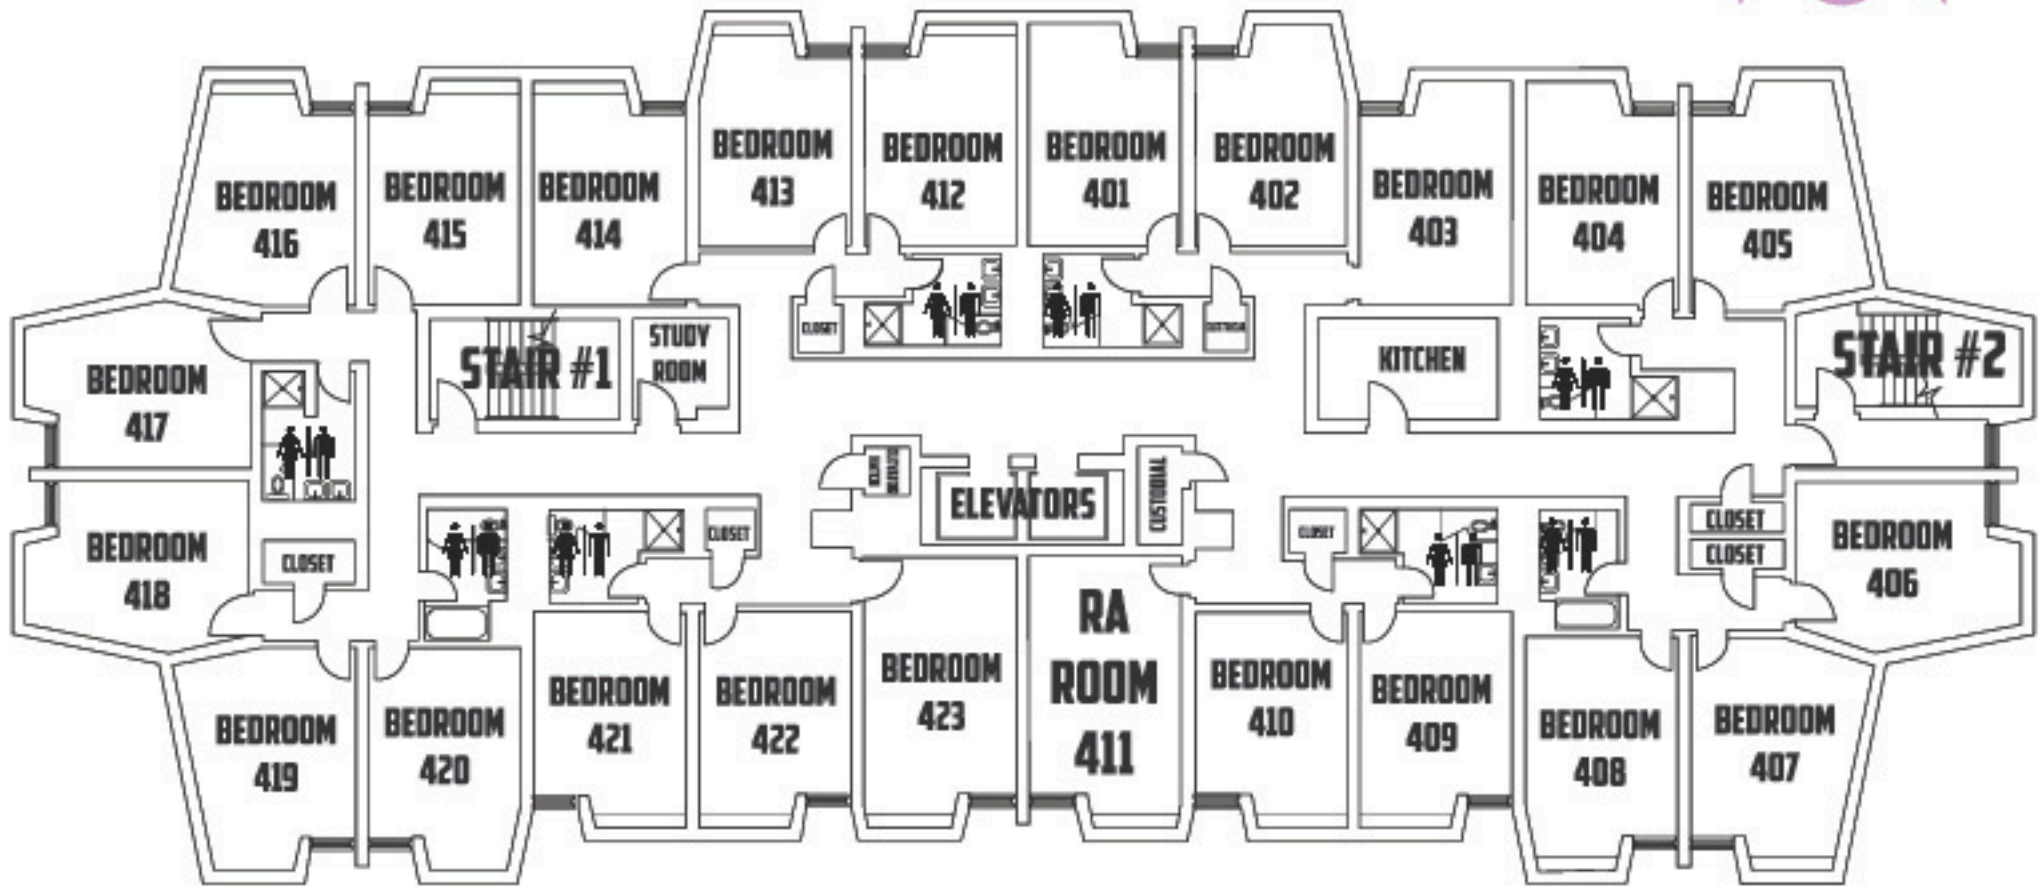 BEDROOM
416
BEDROOM
415
BEDROOM
414
BEDROOM
413
BEDROOM
412
BEDROOM
401
BEDROOM
402
BEDROOM
403
BEDROOM
404
BEDROOM
405
BEDROOM
417
STAIR #1
STUDY
ROOM
CLOSET
KITCHEN
STAIR #2
BEDROOM
418
CLOSET
CLOSET
ELEVATORS
CUSTODIAL
CLOSET
CLOSET
CLOSET
BEDROOM
406
BEDROOM
419
BEDROOM
420
BEDROOM
421
BEDROOM
422
BEDROOM
423
RA
ROOM
411
BEDROOM
410
BEDROOM
409
BEDROOM
408
BEDROOM
407